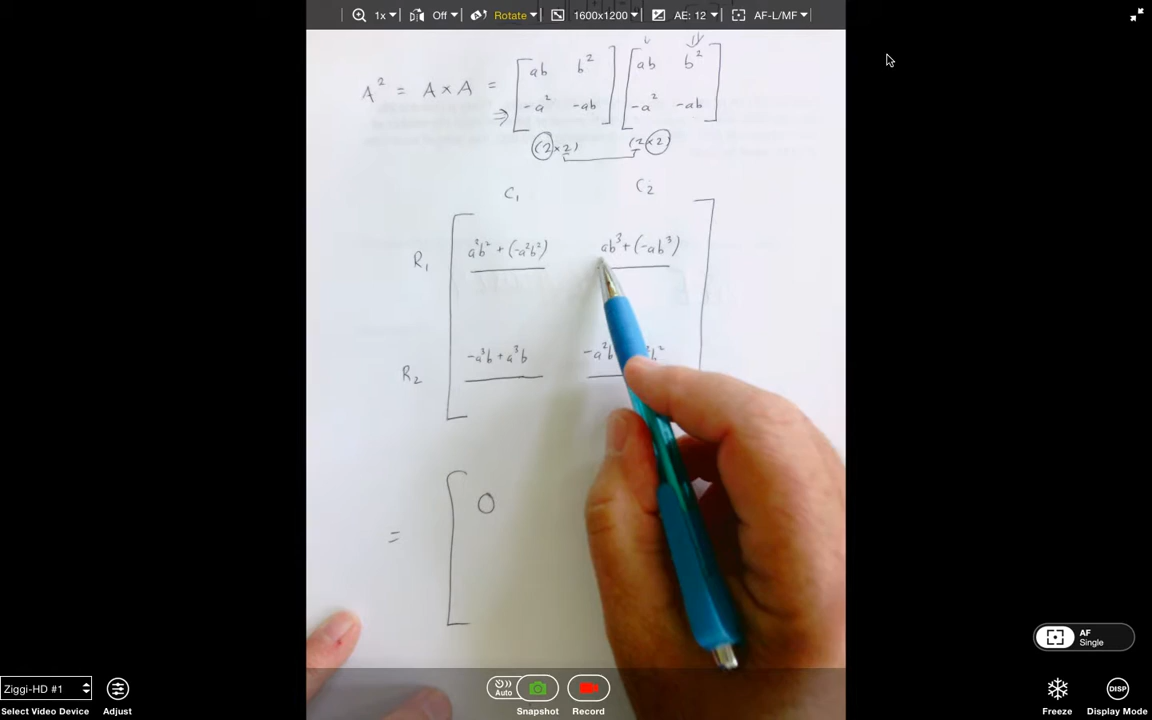 1x Off Rotate 1600x1200 AE: 12 AF-L/MF
A² = A × A = [ab b² -a² -ab] [ab b² -a² -ab]
⇒
(2×2) (2×2)
C₁ C₂
R₁ a²b² + (-a²b²) ab³ + (-ab³)
R₂ -a³b + a³b -a²b
= [ 0
AF
Single
Ziggi-HD #1
Auto
DISP
Select Video Device Adjust Snapshot Record Freeze Display Mode